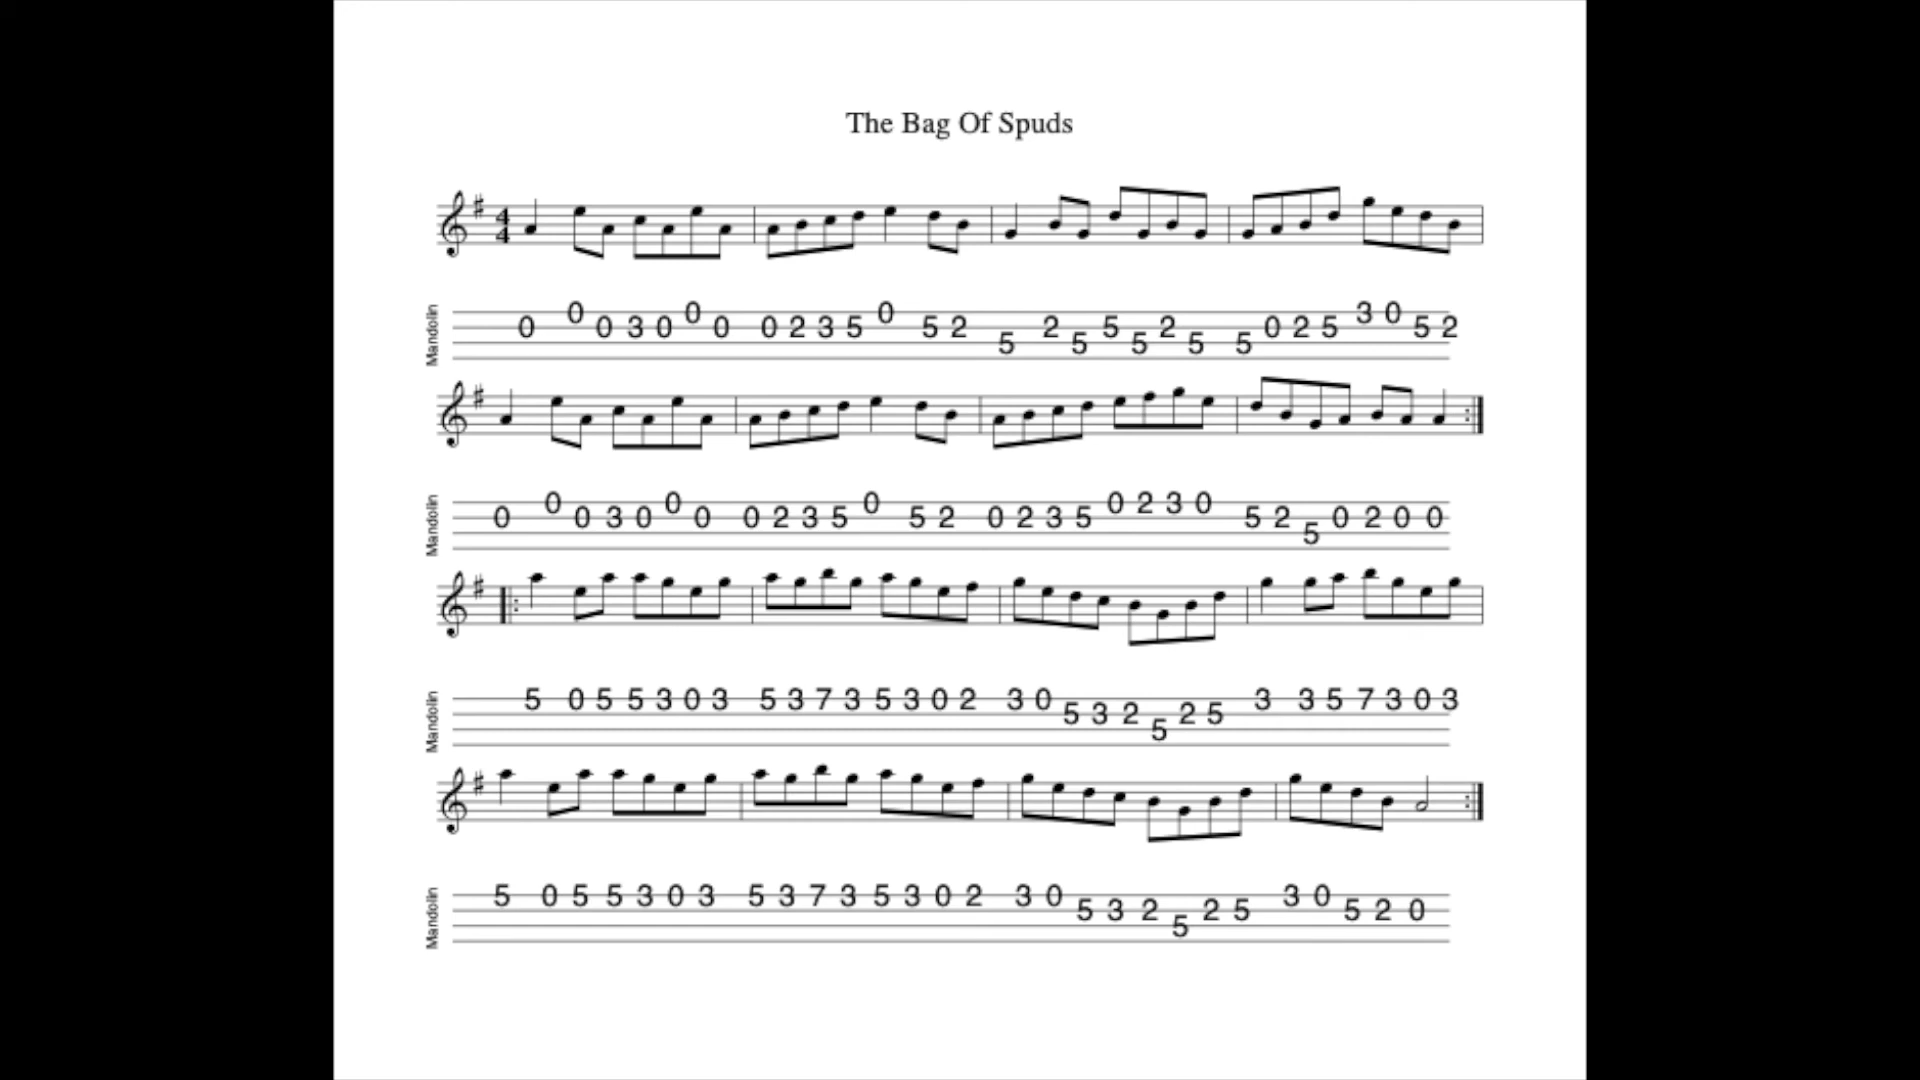 The Bag Of Spuds
4
4
Mandolin
0 0 0 3 0 0 0 0 2 3 5 0 5 2 5 2 5 5 5 2 5 5 0 2 5 3 0 5 2
Mandolin
0 0 0 3 0 0 0 0 2 3 5 0 5 2 0 2 3 5 0 2 3 0 5 2 5 0 2 0 0
Mandolin
5 0 5 5 3 0 3 5 3 7 3 5 3 0 2 3 0 5 3 2 5 2 5 3 3 5 7 3 0 3
Mandolin
5 0 5 5 3 0 3 5 3 7 3 5 3 0 2 3 0 5 3 2 5 2 5 3 0 5 2 0